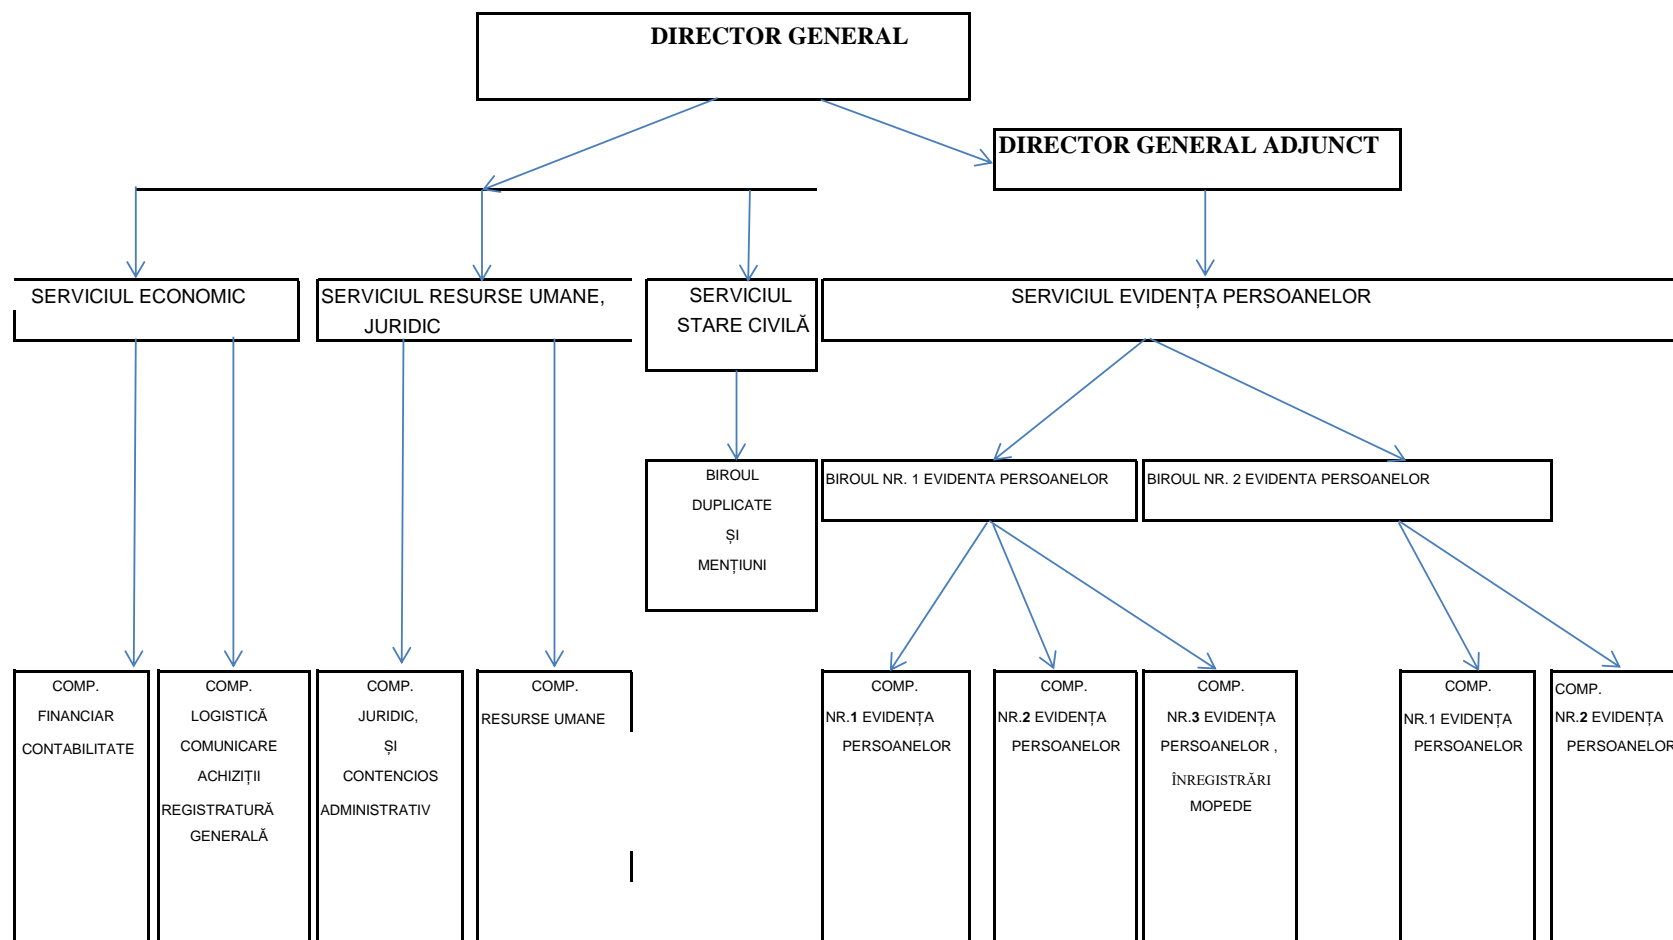 DIRECTOR GENERAL
DIRECTOR GENERAL ADJUNCT
SERVICIUL ECONOMIC
SERVICIUL RESURSE UMANE,
JURIDIC
SERVICIUL
STARE CIVILĂ
SERVICIUL EVIDENȚA PERSOANELOR
BIROUL
DUPLICATE
ȘI
MENȚIUNI
BIROUL NR. 1 EVIDENTA PERSOANELOR
BIROUL NR. 2 EVIDENTA PERSOANELOR
COMP.
FINANCIAR
CONTABILITATE
COMP.
LOGISTICĂ
COMUNICARE
ACHIZIȚII
REGISTRATURĂ
GENERALĂ
COMP.
JURIDIC,
ȘI
CONTENCIOS
ADMINISTRATIV
COMP.
RESURSE UMANE
COMP.
NR.1 EVIDENȚA
PERSOANELOR
COMP.
NR.2 EVIDENȚA
PERSOANELOR
COMP.
NR.3 EVIDENȚA
PERSOANELOR ,
ÎNREGISTRĂRI
MOPEDE
COMP.
NR.1 EVIDENȚA
PERSOANELOR
COMP.
NR.2 EVIDENȚA
PERSOANELOR